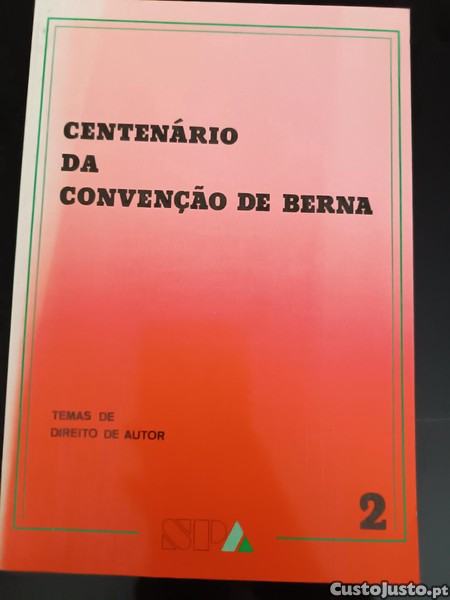 CENTENÁRIO
DA
CONVENÇÃO DE BERNA
TEMAS DE
DIREITO DE AUTOR
2
SPA
CustoJusto.pt